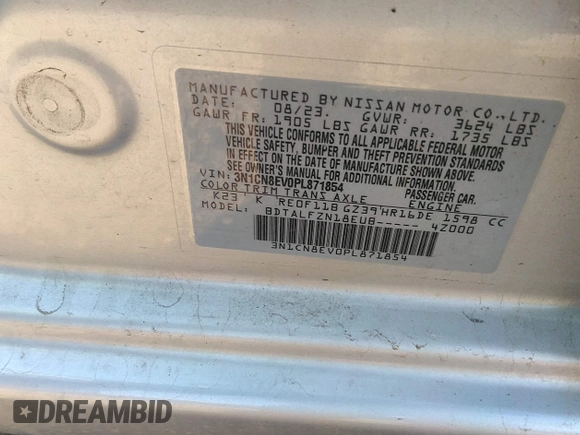 MANUFACTURED BY NISSAN MOTOR CO., LTD.
DATE: 08/23. GVWR: 3624 LBS
GAWR FR: 1905 LBS GAWR RR: 1735 LBS
THIS VEHICLE CONFORMS TO ALL APPLICABLE FEDERAL MOTOR
VEHICLE SAFETY, BUMPER AND THEFT PREVENTION STANDARDS
IN EFFECT ON THE DATE OF MANUFACTURE SHOWN ABOVE.
SEE OWNER'S MANUAL FOR ADDITIONAL INFORMATION.
VIN: 3N1CN8EV0PL871854 PASSENGER CAR
COLOR TRIM TRANS AXLE ENGINE
K23 K RE0F11B GZ39 HR16DE 1598 CC
MODEL: BDTALFZN18EUB----- 4Z000
3N1CN8EV0PL871854
DREAMBID